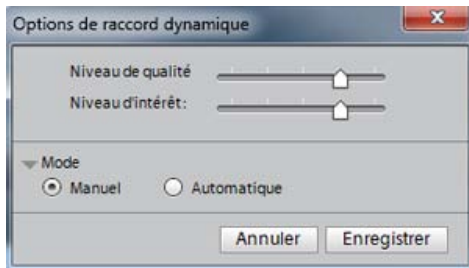 Options de raccord dynamique
Niveau de qualité
Niveau d'intérêt:
Mode
Manuel Automatique
Annuler Enregistrer